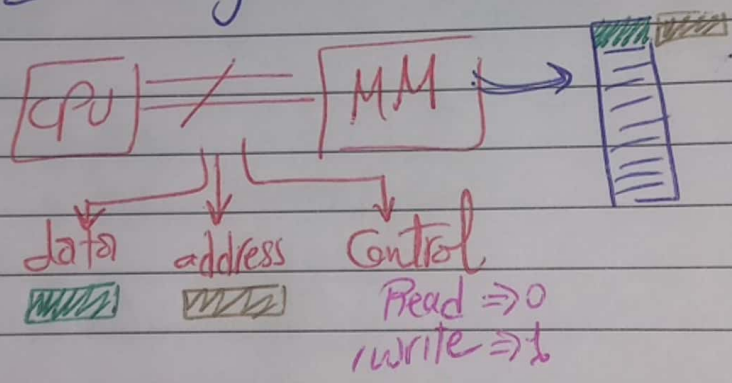 CPU MM
data address Control
Read => 0
write => 1